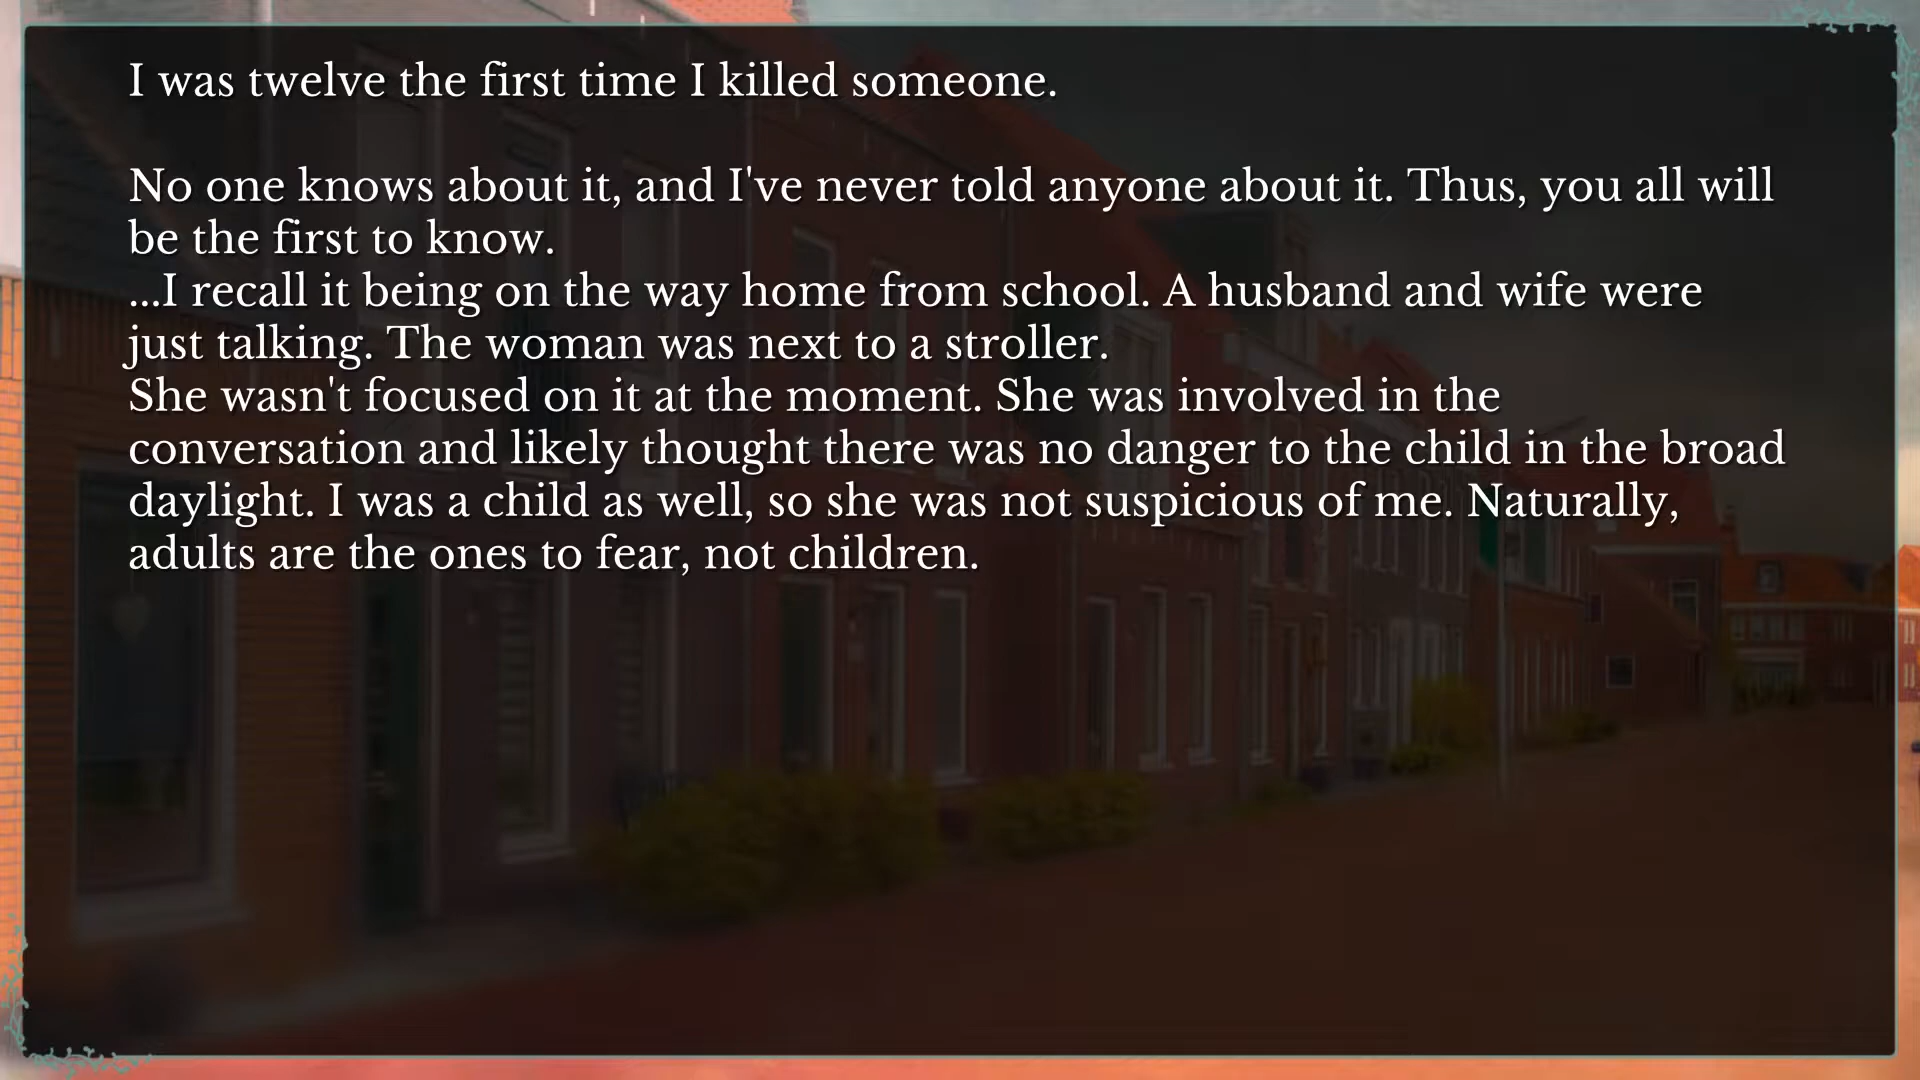 I was twelve the first time I killed someone.
No one knows about it, and I've never told anyone about it. Thus, you all will
be the first to know.
...I recall it being on the way home from school. A husband and wife were
just talking. The woman was next to a stroller.
She wasn't focused on it at the moment. She was involved in the
conversation and likely thought there was no danger to the child in the broad
daylight. I was a child as well, so she was not suspicious of me. Naturally,
adults are the ones to fear, not children.